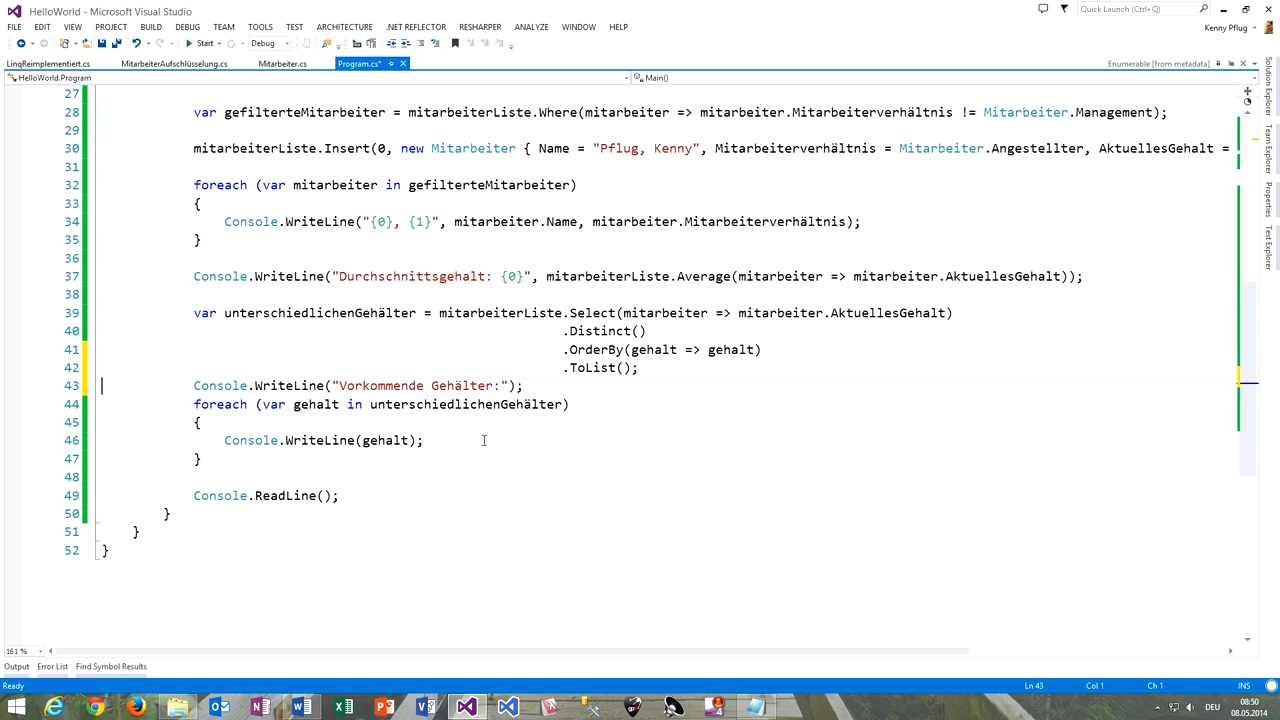 HelloWorld - Microsoft Visual Studio
Quick Launch (Ctrl+Q)
FILE EDIT VIEW PROJECT BUILD DEBUG TEAM TOOLS TEST ARCHITECTURE .NET REFLECTOR RESHARPER ANALYZE WINDOW HELP
Kenny Pflug
Start Debug
LinqReimplementiert.cs MitarbeiterAufschlüsselung.cs Mitarbeiter.cs Program.cs* Enumerable [from metadata]
HelloWorld.Program Main()
27
28 var gefilterteMitarbeiter = mitarbeiterListe.Where(mitarbeiter => mitarbeiter.Mitarbeiterverhältnis != Mitarbeiter.Management);
29
30 mitarbeiterListe.Insert(0, new Mitarbeiter { Name = "Pflug, Kenny", Mitarbeiterverhältnis = Mitarbeiter.Angestellter, AktuellesGehalt =
31
32 foreach (var mitarbeiter in gefilterteMitarbeiter)
33 {
34 Console.WriteLine("{0}, {1}", mitarbeiter.Name, mitarbeiter.Mitarbeiterverhältnis);
35 }
36
37 Console.WriteLine("Durchschnittsgehalt: {0}", mitarbeiterListe.Average(mitarbeiter => mitarbeiter.AktuellesGehalt));
38
39 var unterschiedlichenGehälter = mitarbeiterListe.Select(mitarbeiter => mitarbeiter.AktuellesGehalt)
40 .Distinct()
41 .OrderBy(gehalt => gehalt)
42 .ToList();
43 Console.WriteLine("Vorkommende Gehälter:");
44 foreach (var gehalt in unterschiedlichenGehälter)
45 {
46 Console.WriteLine(gehalt);
47 }
48
49 Console.ReadLine();
50 }
51 }
52 }
Solution Explorer
Team Explorer
Properties
Test Explorer
161 %
Output Error List Find Symbol Results
Ready Ln 43 Col 1 Ch 1 INS
DEU 08:50
08.05.2014